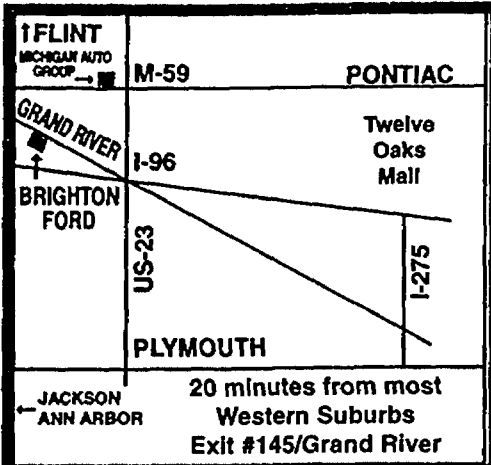 ↑FLINT
MICHIGAN AUTO
GROUP→
M-59
PONTIAC
GRAND RIVER
Twelve
Oaks
Mall
I-96
BRIGHTON
FORD
US-23
I-275
PLYMOUTH
←JACKSON
ANN ARBOR
20 minutes from most
Western Suburbs
Exit #145/Grand River